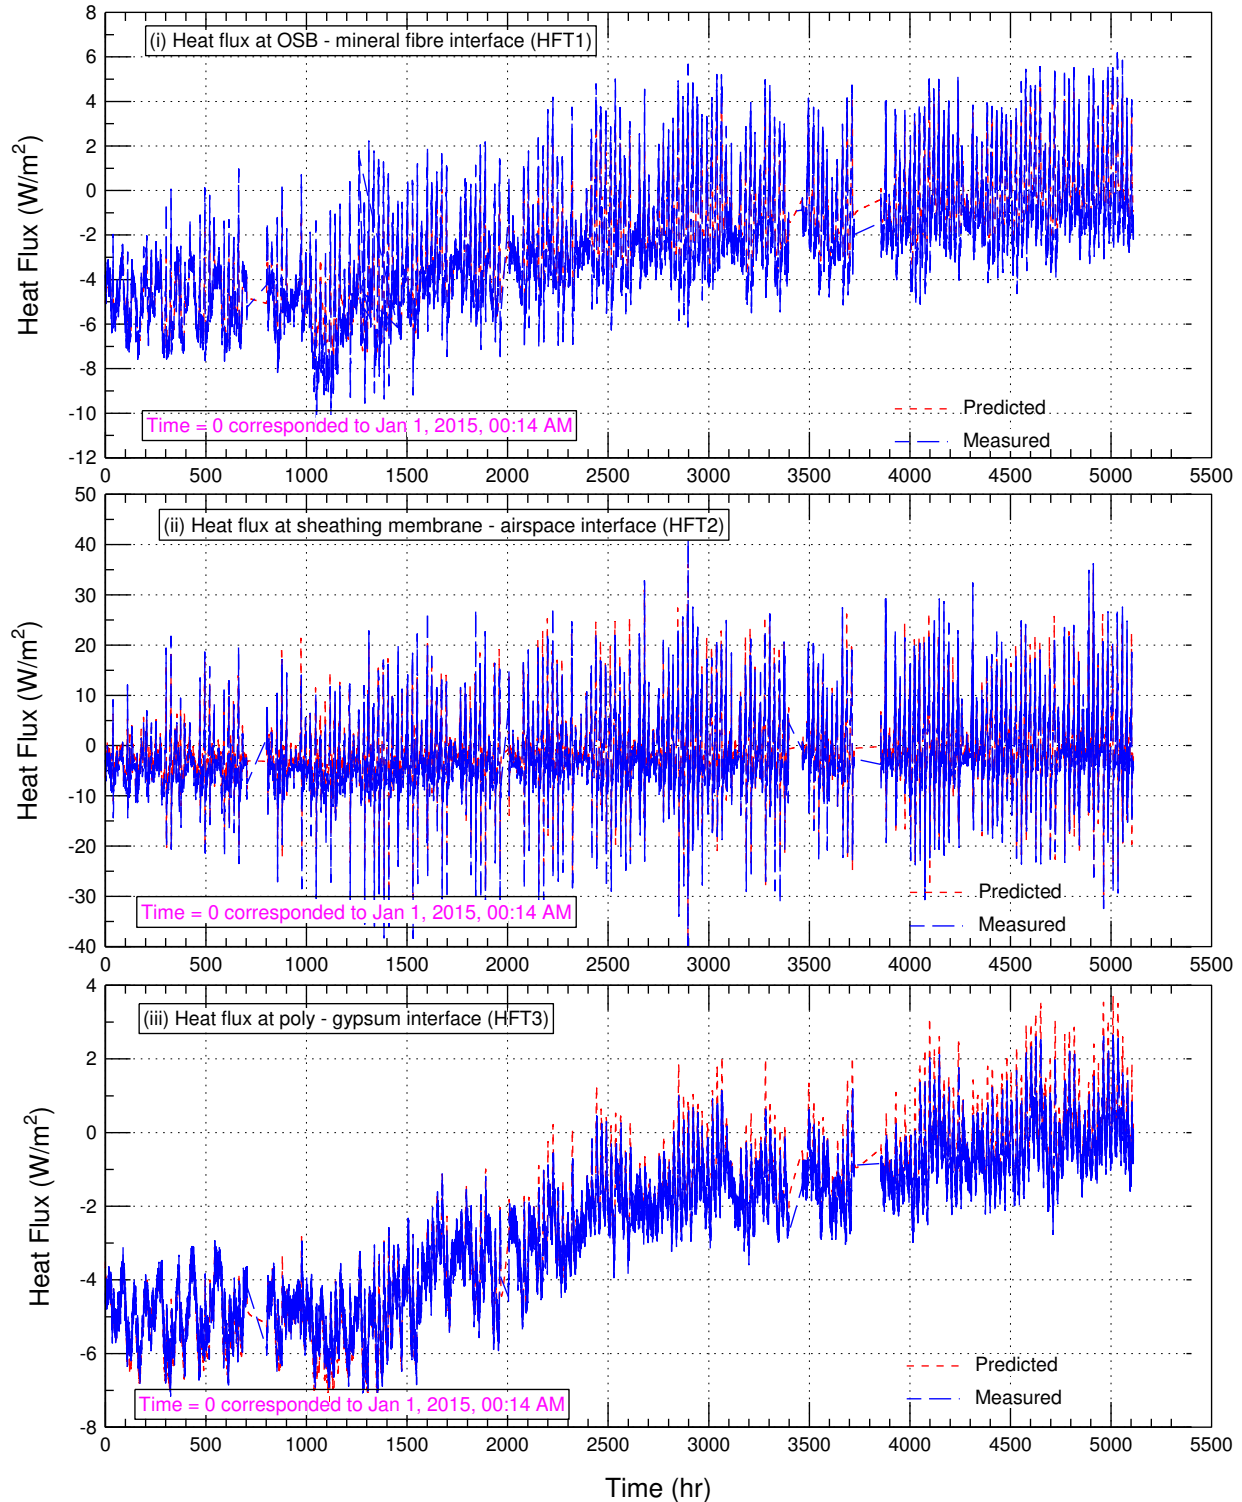 (i) Heat flux at OSB - mineral fibre interface (HFT1)
Heat Flux (W/m²)
8
6
4
2
0
-2
-4
-6
-8
-10
-12
Time = 0 corresponded to Jan 1, 2015, 00:14 AM
Predicted
Measured
0 500 1000 1500 2000 2500 3000 3500 4000 4500 5000 5500
(ii) Heat flux at sheathing membrane - airspace interface (HFT2)
Heat Flux (W/m²)
50
40
30
20
10
0
-10
-20
-30
-40
Time = 0 corresponded to Jan 1, 2015, 00:14 AM
Predicted
Measured
0 500 1000 1500 2000 2500 3000 3500 4000 4500 5000 5500
(iii) Heat flux at poly - gypsum interface (HFT3)
Heat Flux (W/m²)
4
2
0
-2
-4
-6
-8
Time = 0 corresponded to Jan 1, 2015, 00:14 AM
Predicted
Measured
0 500 1000 1500 2000 2500 3000 3500 4000 4500 5000 5500
Time (hr)